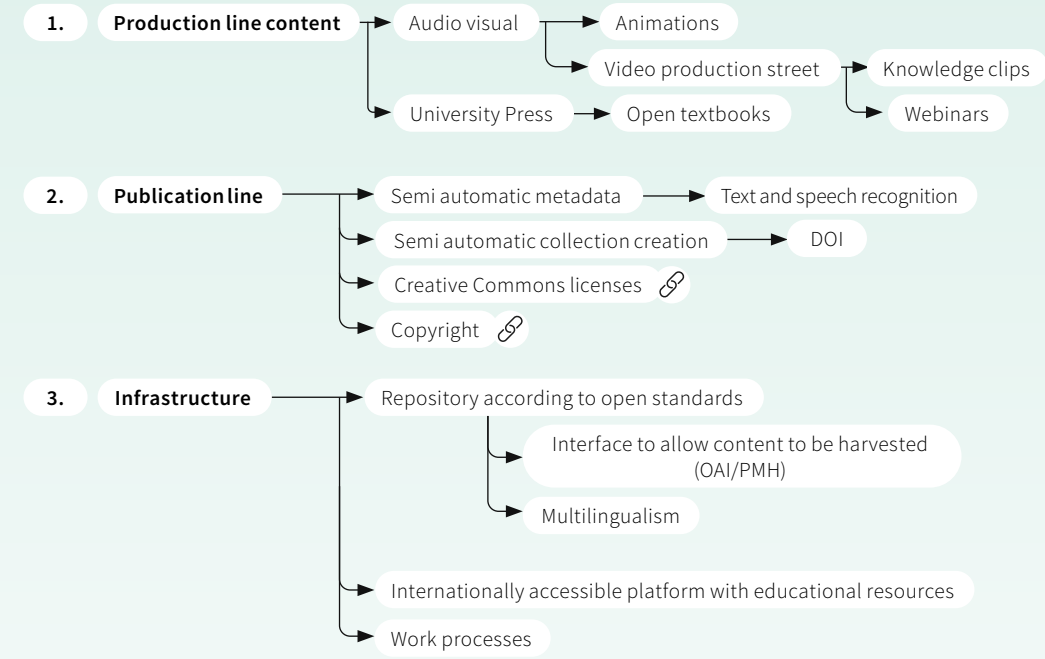 1. Production line content Audio visual Animations
Video production street Knowledge clips
University Press Open textbooks Webinars
2. Publication line Semi automatic metadata Text and speech recognition
Semi automatic collection creation DOI
Creative Commons licenses
Copyright
3. Infrastructure Repository according to open standards
Interface to allow content to be harvested
(OAI/PMH)
Multilingualism
Internationally accessible platform with educational resources
Work processes